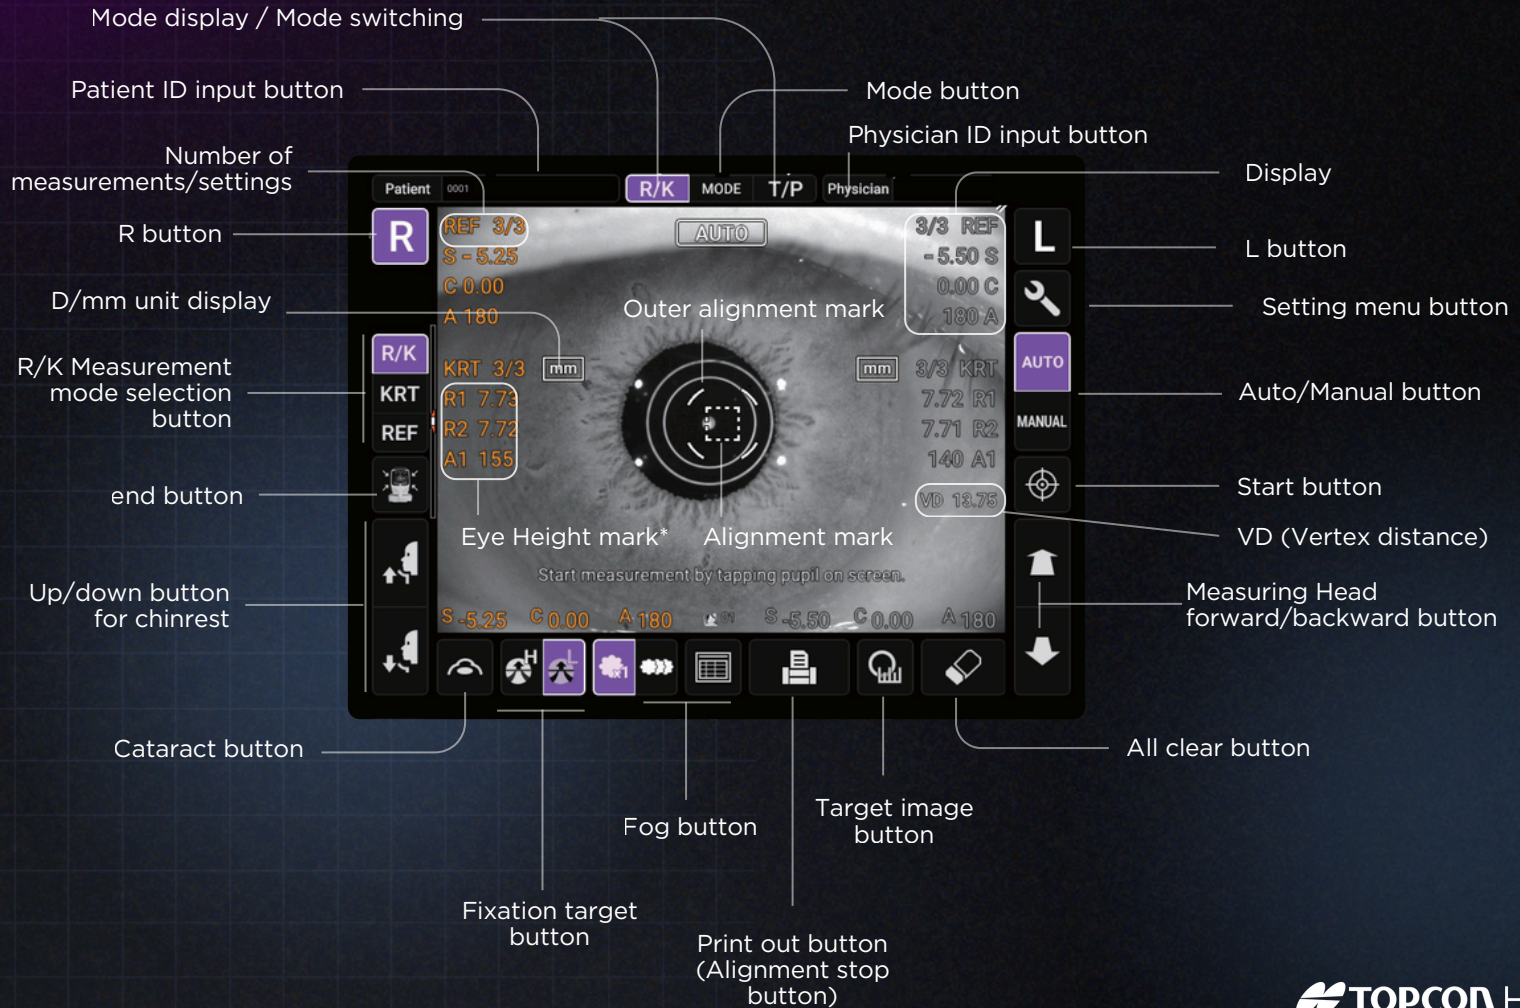 Mode display / Mode switching
Patient ID input button
Mode button
Physician ID input button
Number of
measurements/settings
Display
Patient 0001 R/K MODE T/P Physician
R button
R
REF 3/3
AUTO
3/3 REF
L
L button
S - 5.25
- 5.50 S
C 0.00
0.00 C
D/mm unit display
A 180
Outer alignment mark
180 A
Setting menu button
R/K Measurement
mode selection
button
R/K
KRT
REF
KRT 3/3 mm
R1 7.73
R2 7.72
A1 155
mm 3/3 KRT
7.72 R1
7.71 R2
140 A1
AUTO
MANUAL
Auto/Manual button
end button
VD 13.75
Start button
Eye Height mark*
Alignment mark
VD (Vertex distance)
Start measurement by tapping pupil on screen.
Up/down button
for chinrest
Measuring Head
forward/backward button
S -5.25 C 0.00 A 180 01 S -5.50 C 0.00 A 180
H
L
x1
Cataract button
All clear button
Fog button
Target image
button
Fixation target
button
Print out button
(Alignment stop
button)
TOPCON H